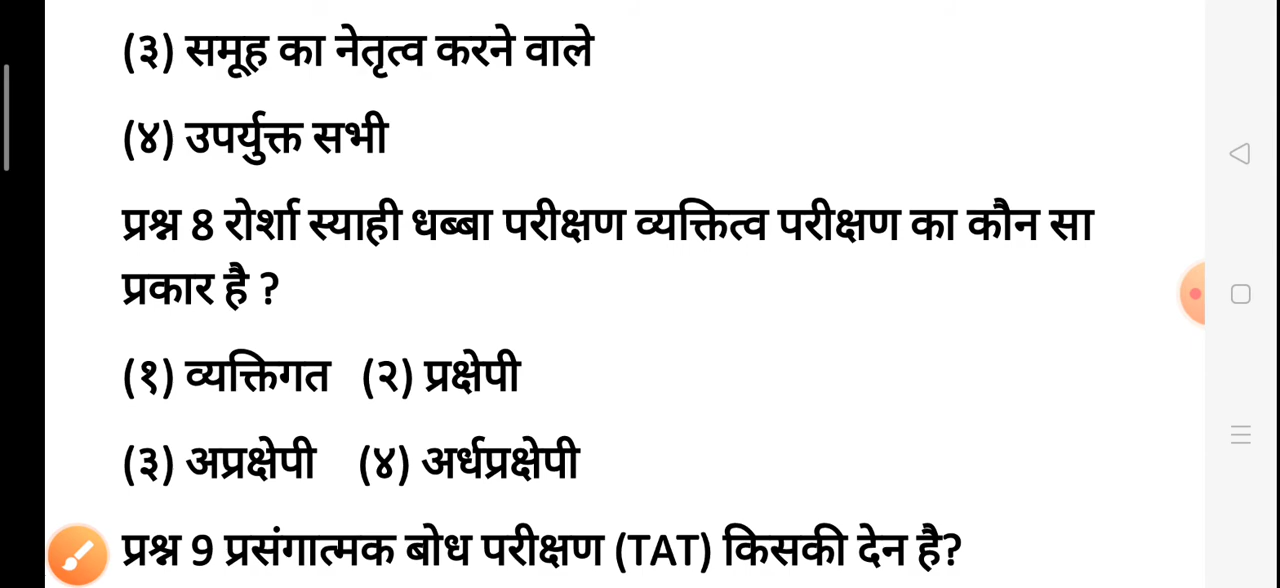 (३) समूह का नेतृत्व करने वाले
(४) उपर्युक्त सभी
प्रश्न 8 रोर्शा स्याही धब्बा परीक्षण व्यक्तित्व परीक्षण का कौन सा
प्रकार है ?
(१) व्यक्तिगत (२) प्रक्षेपी
(३) अप्रक्षेपी (४) अर्धप्रक्षेपी
प्रश्न 9 प्रसंगात्मक बोध परीक्षण (TAT) किसकी देन है?